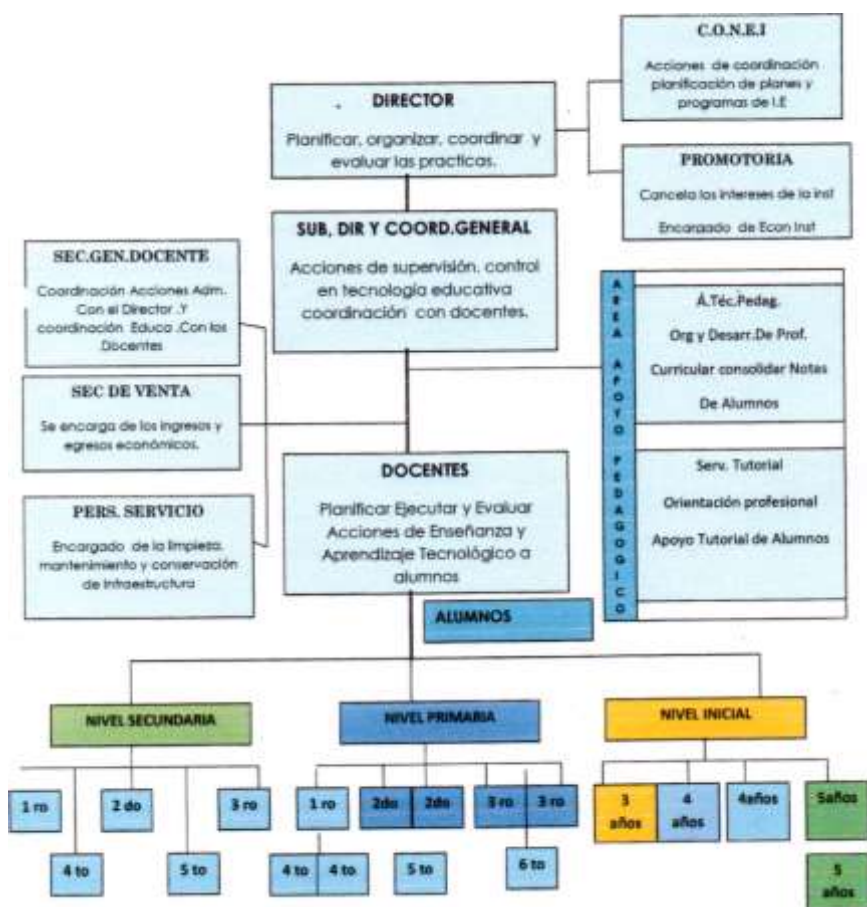 C.O.N.E.I
Acciones de coordinación
planificación de planes y
programas de I.E
DIRECTOR
Planificar, organizar, coordinar y
evaluar las practicas.
PROMOTORIA
Cancela los intereses de la inst
Encargado de Econ Inst
SUB, DIR Y COORD.GENERAL
Acciones de supervisión, control
en tecnología educativa
coordinación con docentes.
SEC.GEN.DOCENTE
Coordinación Acciones Adm.
Con el Director .Y
coordinación Educa .Con los
Docentes
SEC DE VENTA
Se encarga de los ingresos y
egresos económicos.
PERS. SERVICIO
Encargado de la limpieza,
mantenimiento y conservación
de Infraestructura
AREA APOYO PEDAGOGICO
Á.Téc.Pedag.
Org y Desarr.De Prof.
Curricular consolidar Notas
De Alumnos
Serv. Tutorial
Orientación profesional
Apoyo Tutorial de Alumnos
DOCENTES
Planificar Ejecutar y Evaluar
Acciones de Enseñanza y
Aprendizaje Tecnológico a
alumnos
ALUMNOS
NIVEL SECUNDARIA
1 ro
2 do
3 ro
4 to
5 to
NIVEL PRIMARIA
1 ro
2do
2do
3 ro
3 ro
4 to
4 to
5 to
6 to
NIVEL INICIAL
3
años
4
años
4años
5años
5
años